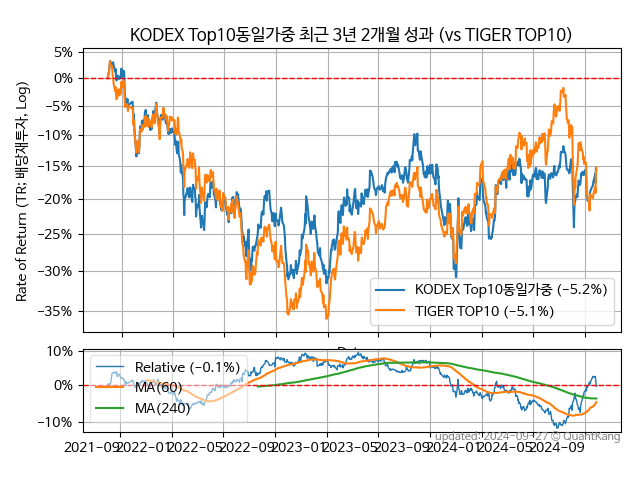 KODEX Top10동일가중 최근 3년 2개월 성과 (vs TIGER TOP10)
Rate of Return (TR: 배당재투자, Log)
5%
0%
−5%
−10%
−15%
−20%
−25%
−30%
−35%
KODEX Top10동일가중 (−5.2%)
TIGER TOP10 (−5.1%)
10%
0%
−10%
Relative (−0.1%)
MA(60)
MA(240)
updated: 2024-09-27 © QuantKang
2021-09 2022-01 2022-05 2022-09 2023-01 2023-05 2023-09 2024-01 2024-05 2024-09